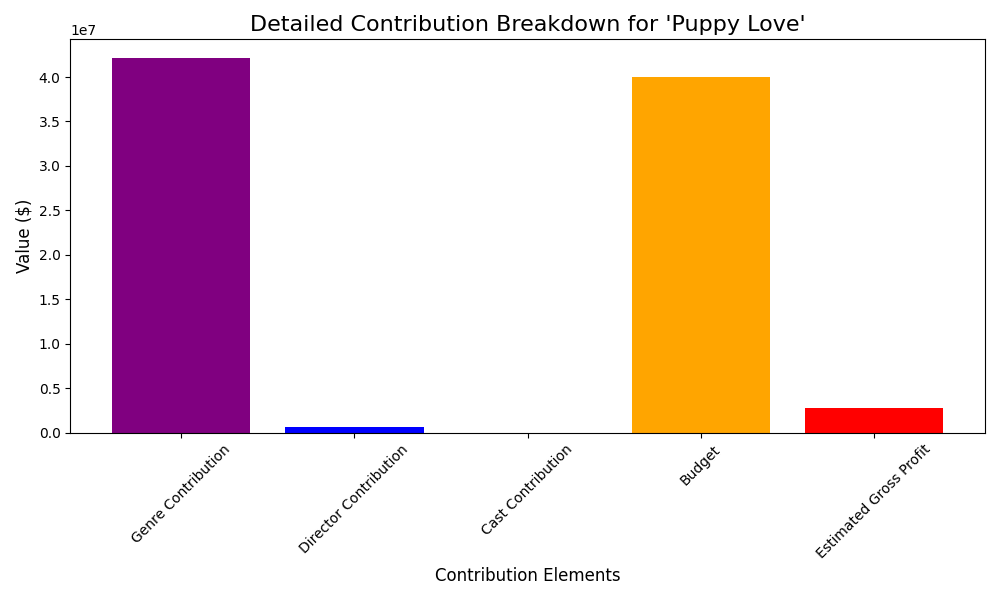 Detailed Contribution Breakdown for 'Puppy Love'
1e7
Value ($)
4.0
3.5
3.0
2.5
2.0
1.5
1.0
0.5
0.0
Genre Contribution
Director Contribution
Cast Contribution
Budget
Estimated Gross Profit
Contribution Elements